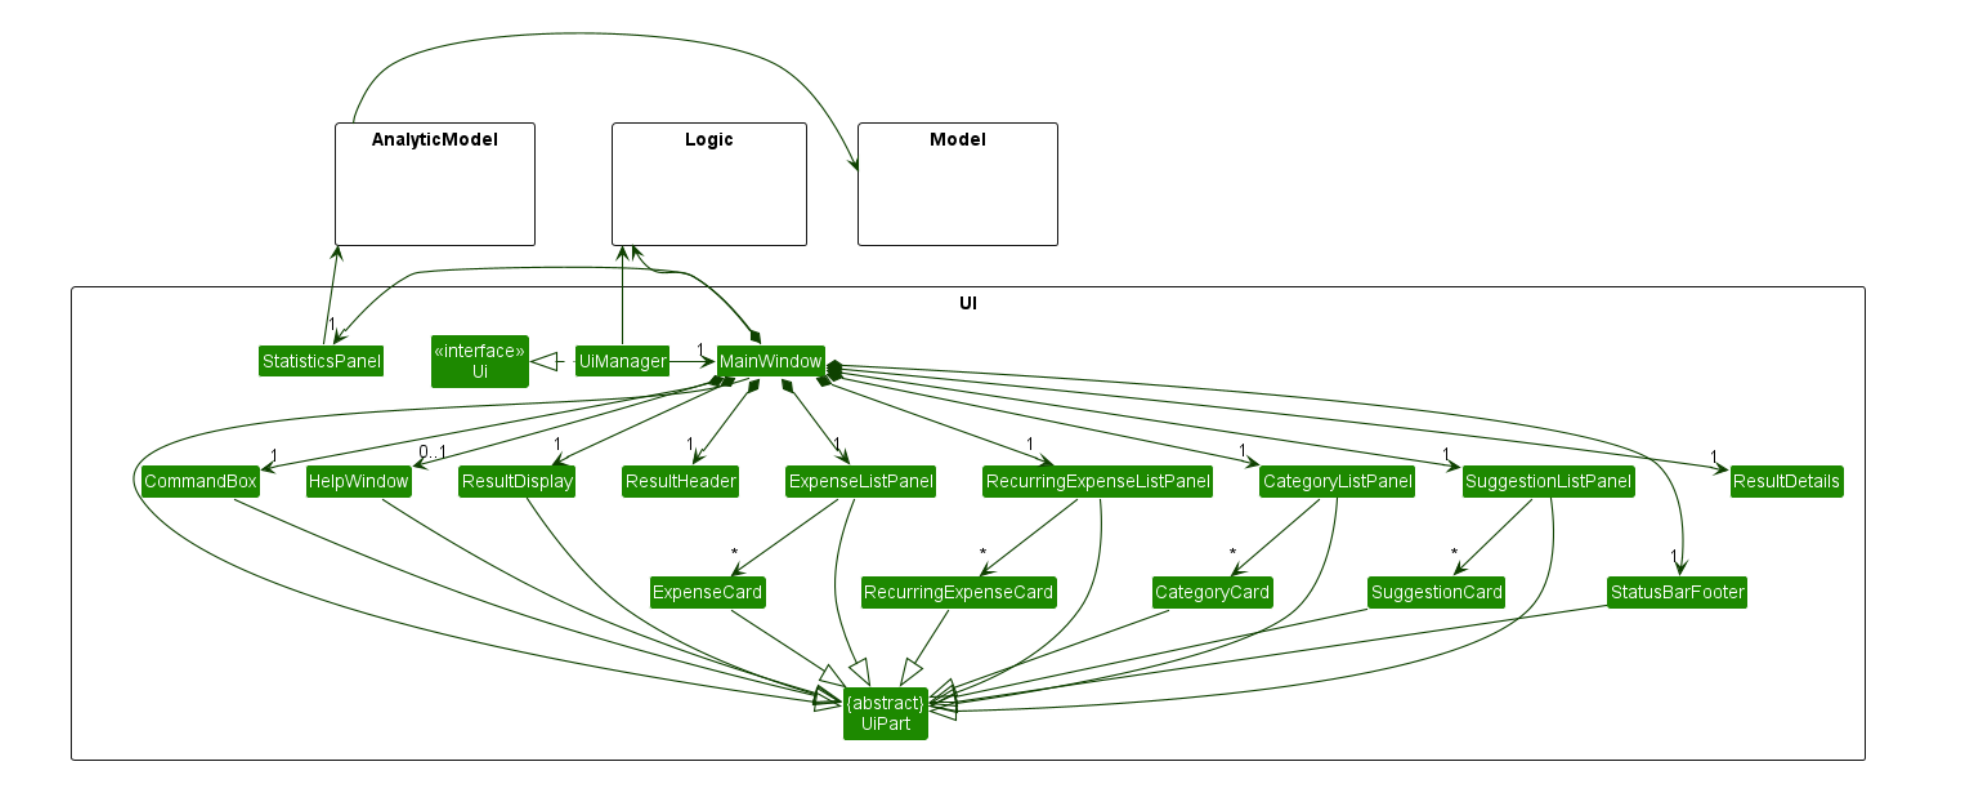 AnalyticModel
Logic
Model
UI
1
StatisticsPanel
«interface»
Ui
UiManager
1
MainWindow
1
0..1
1
1
1
1
1
1
1
CommandBox
HelpWindow
ResultDisplay
ResultHeader
ExpenseListPanel
RecurringExpenseListPanel
CategoryListPanel
SuggestionListPanel
ResultDetails
*
*
*
*
1
ExpenseCard
RecurringExpenseCard
CategoryCard
SuggestionCard
StatusBarFooter
{abstract}
UiPart